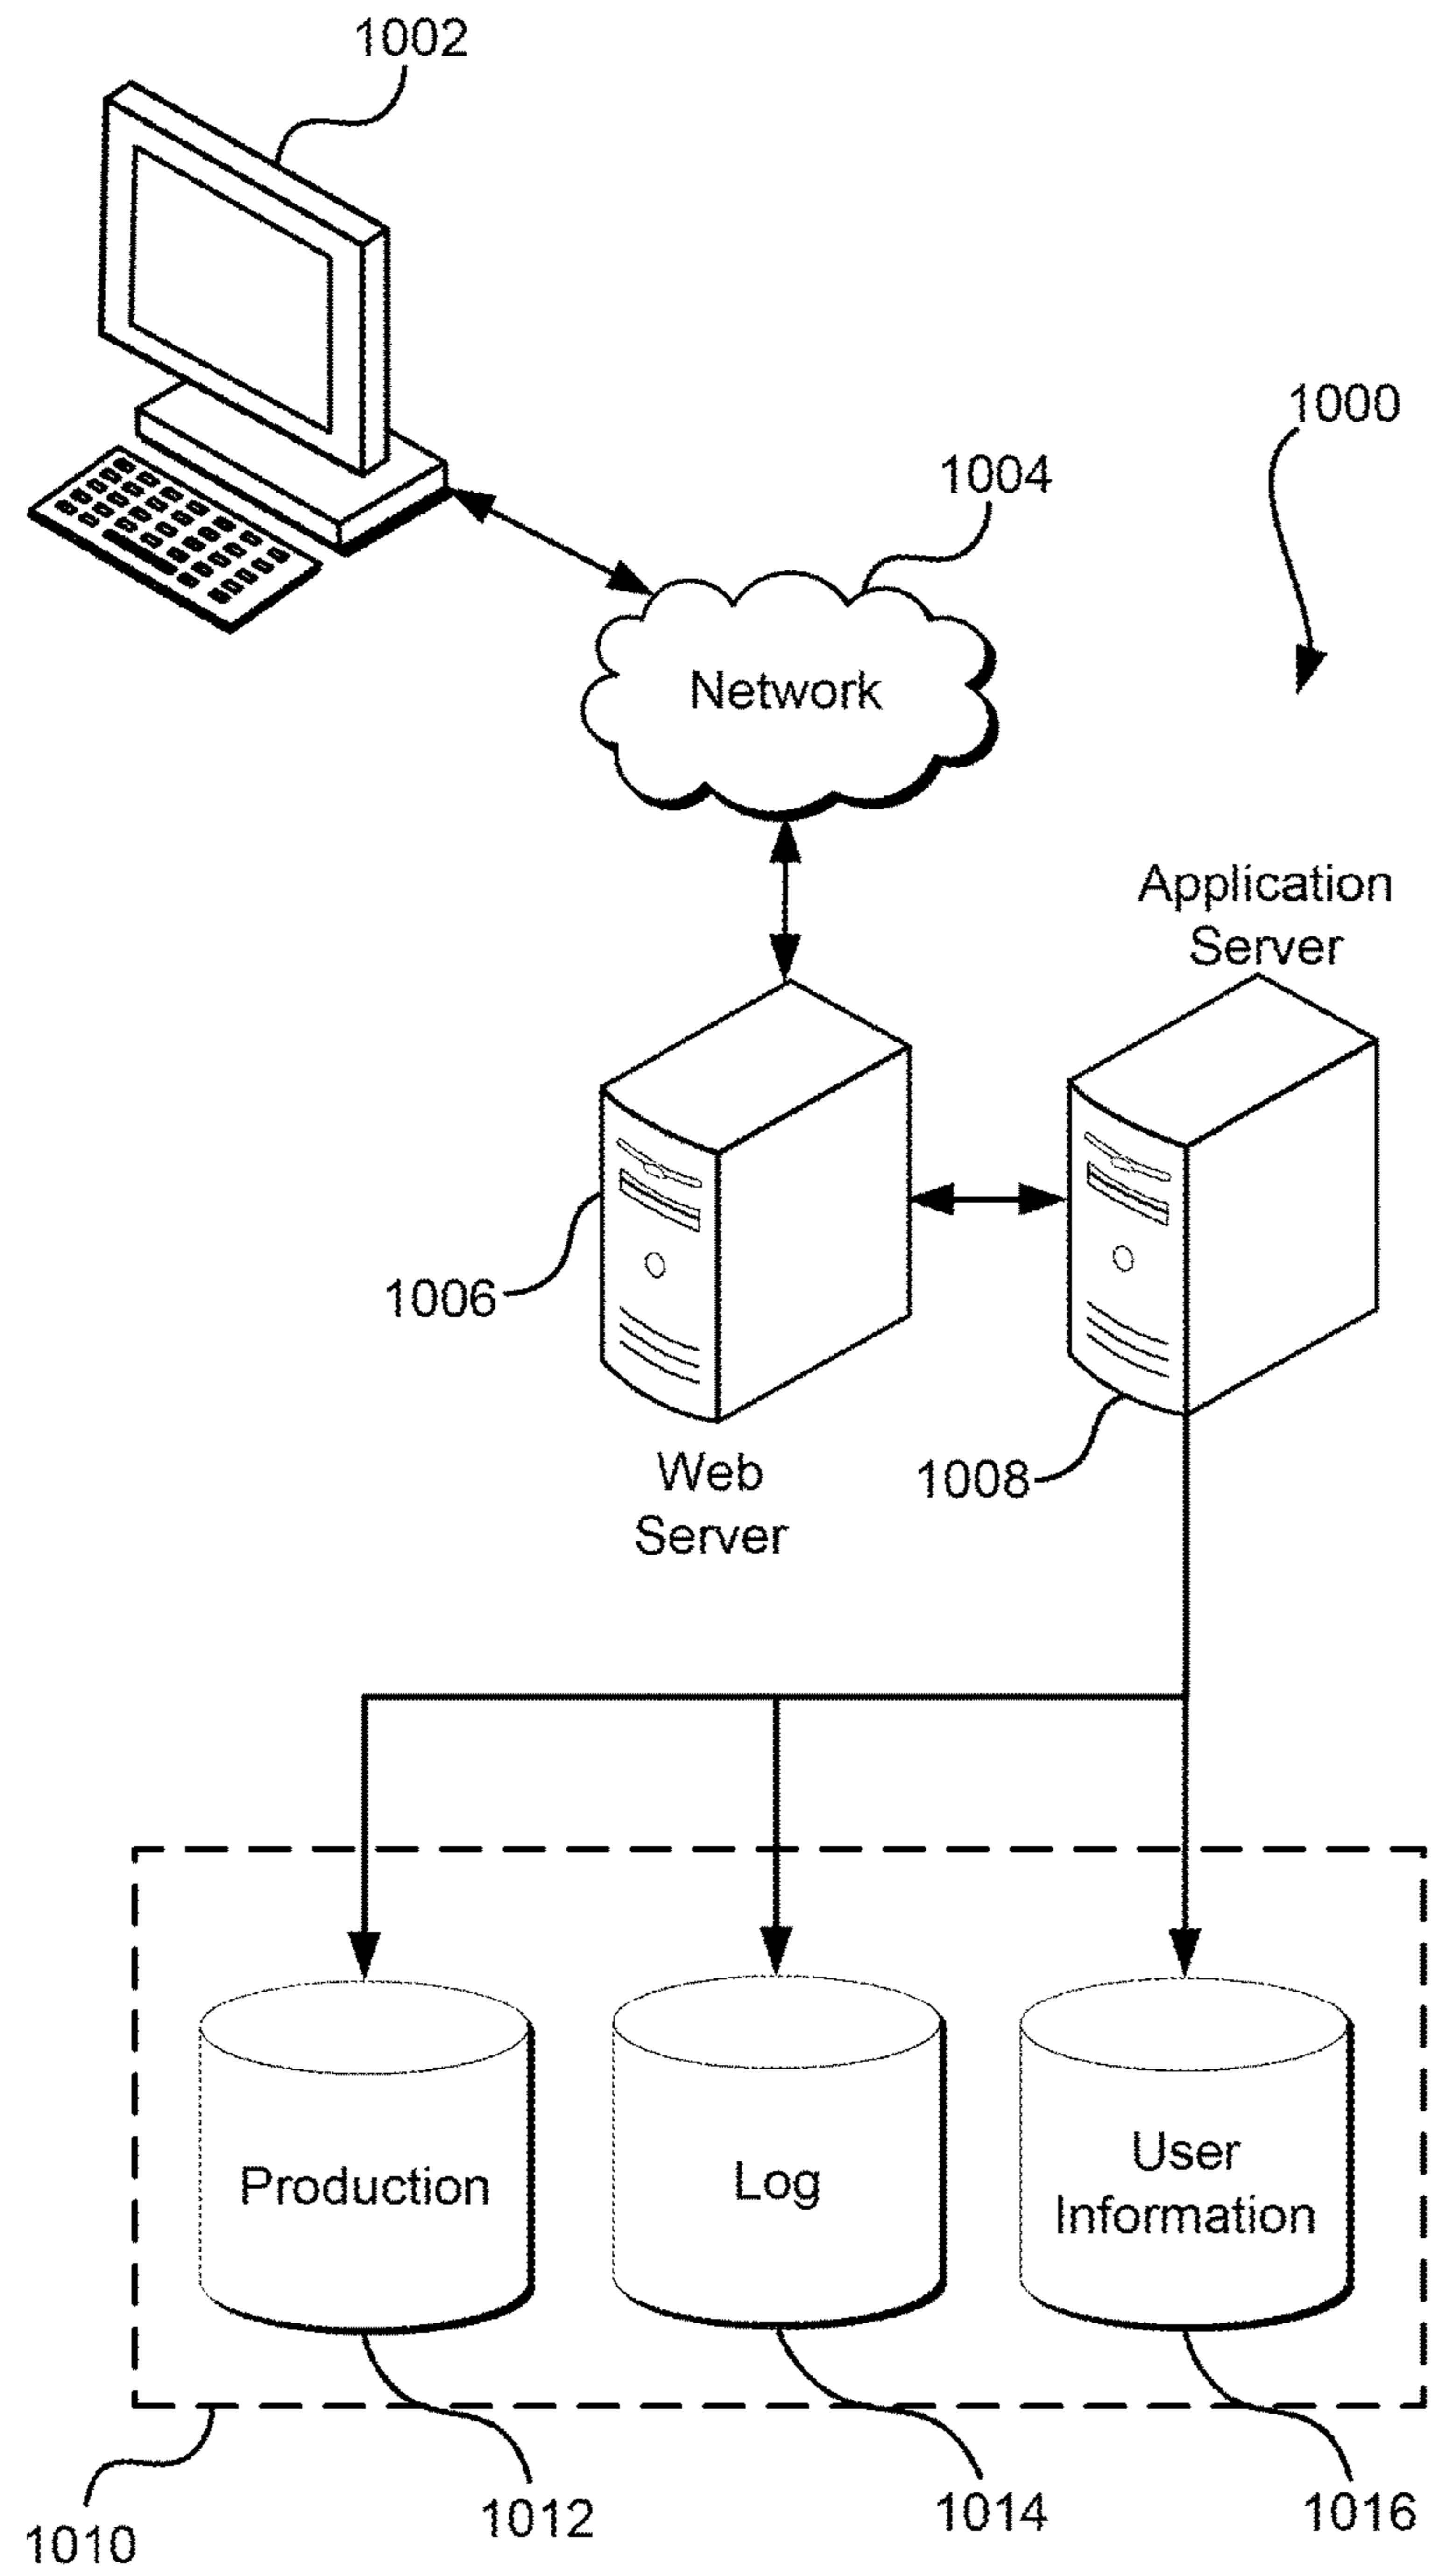 1002
1000
1004
Network
Application
Server
1006
Web
Server
1008
Production
Log
User
Information
1010
1012
1014
1016